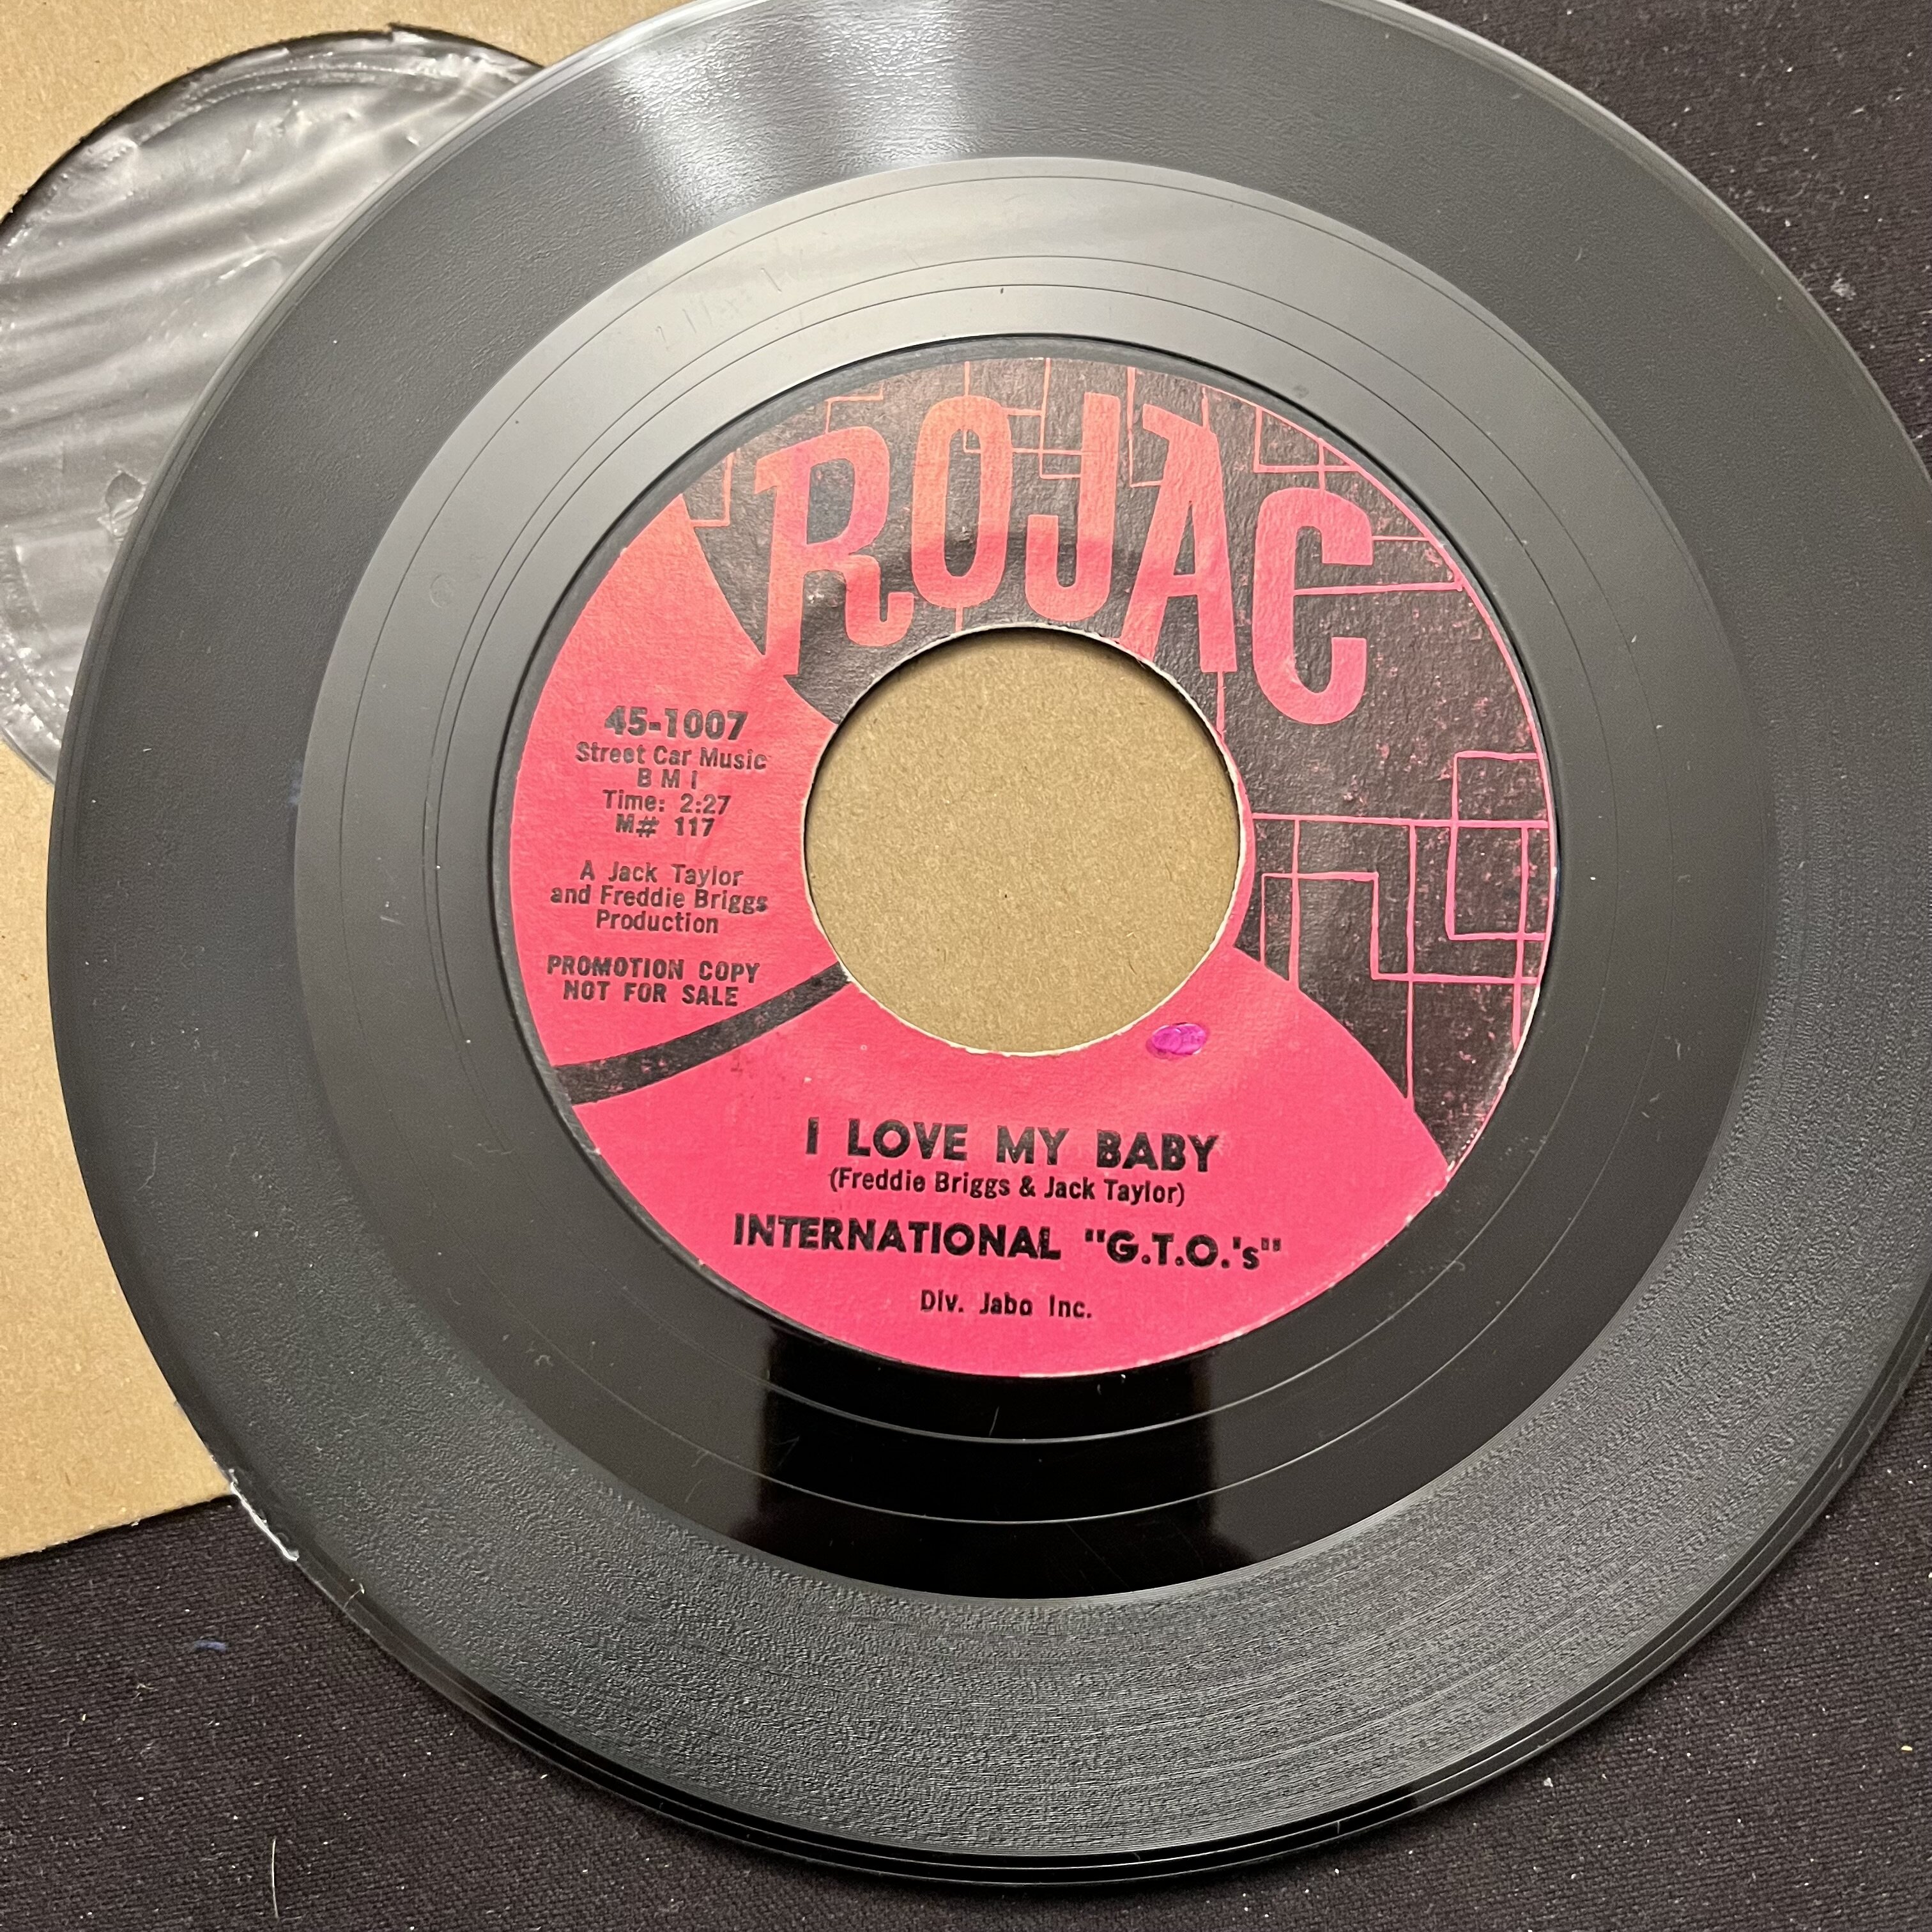 ROJAC
45-1007
Street Car Music
B M I
Time: 2:27
M# 117
A Jack Taylor
and Freddie Briggs
Production
PROMOTION COPY
NOT FOR SALE
I LOVE MY BABY
(Freddie Briggs & Jack Taylor)
INTERNATIONAL "G.T.O.'s"
Div. Jabo Inc.